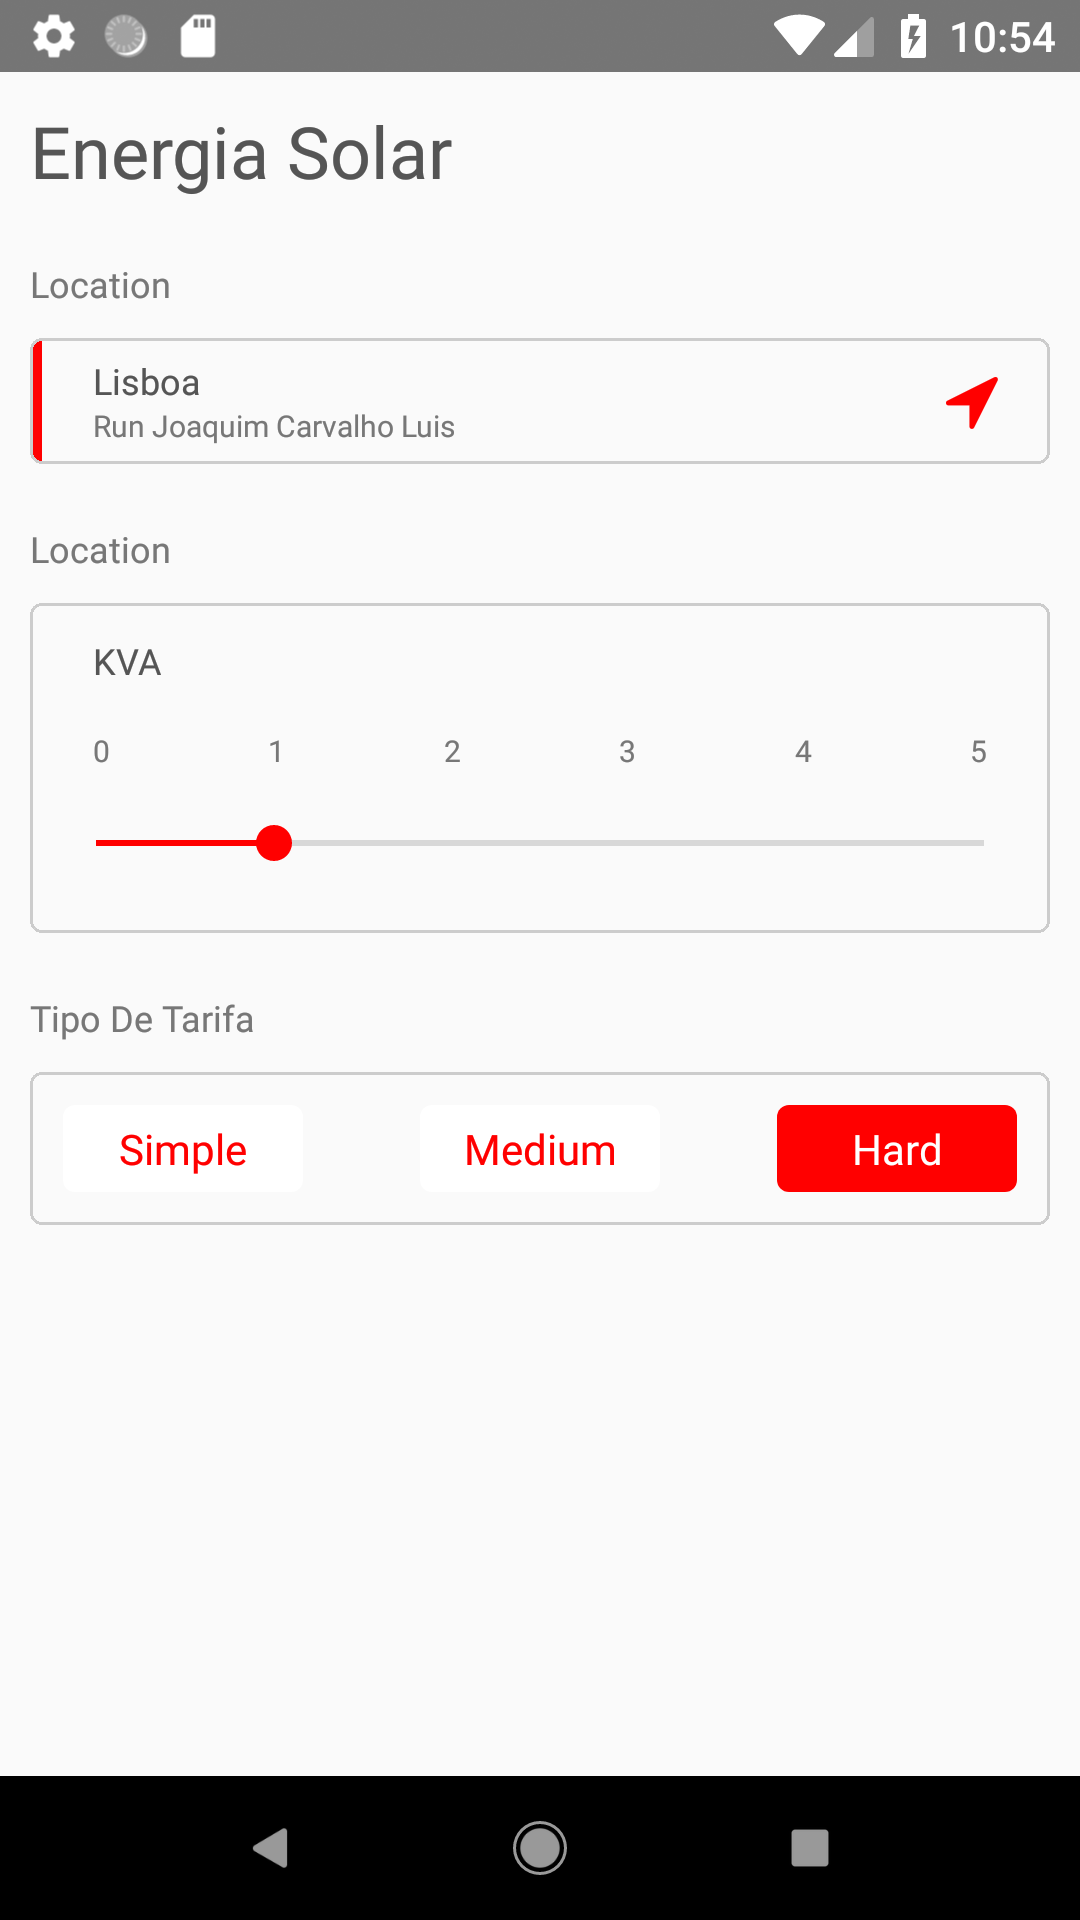 10:54
Energia Solar
Location
Lisboa
Run Joaquim Carvalho Luis
Location
KVA
0 1 2 3 4 5
Tipo De Tarifa
Simple Medium Hard